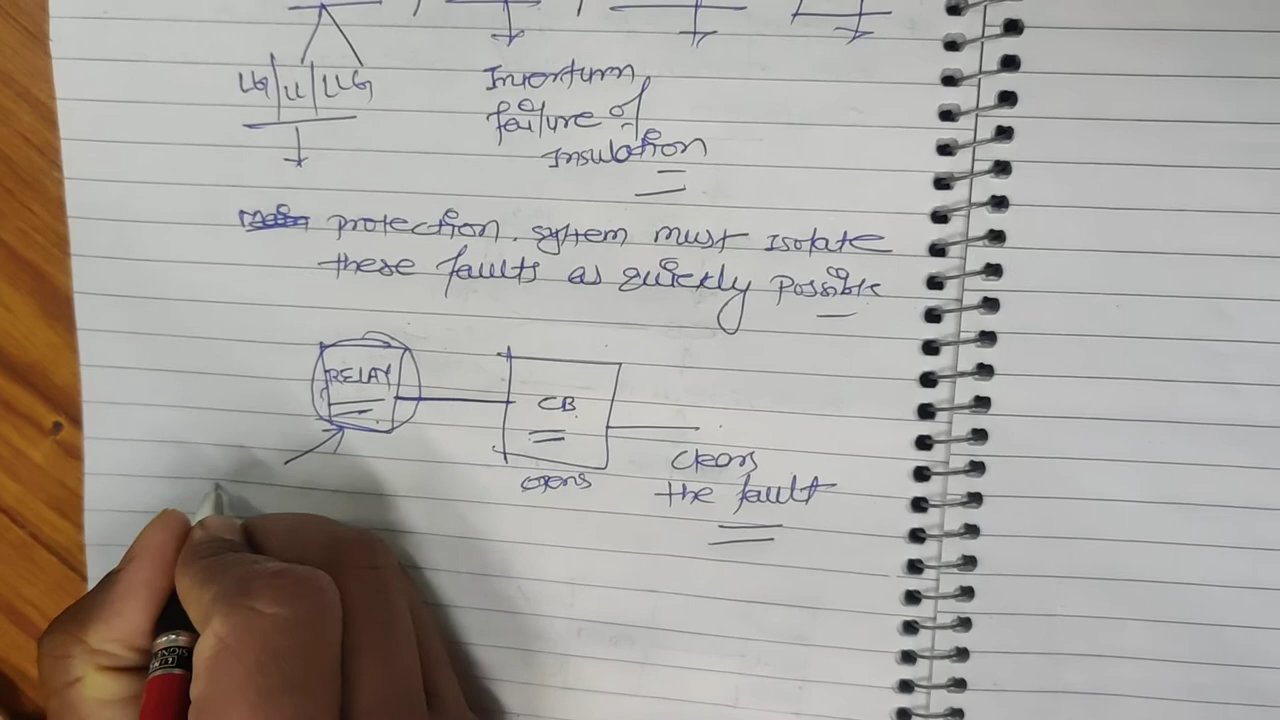 LG/LL/LLG
Interturn
failure of
Insulation
protection system must isolate
these faults as quickly possible
RELAY
CB
opens
clears
the fault